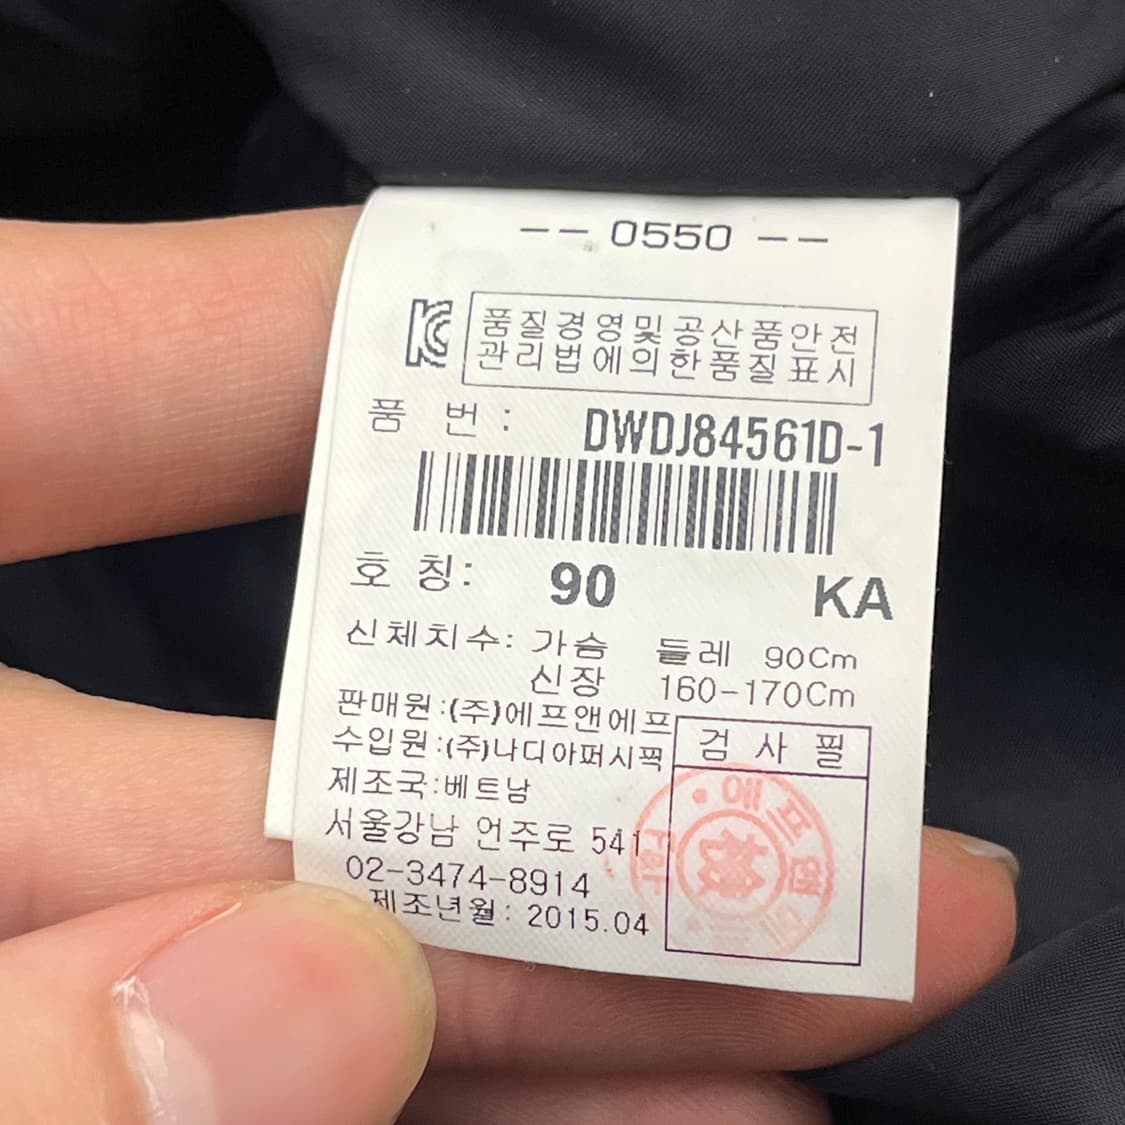 -- 0550 --
KC
품질경영및공산품안전
관리법에의한품질표시
품 번 : DWDJ84561D-1
호 칭: 90 KA
신체치수: 가슴 둘레 90Cm
신장 160-170Cm
판매원:(주)에프앤에프
수입원:(주)나디아퍼시픽
검 사 필
제조국:베트남
서울강남 언주로 541
02-3474-8914
제조년월: 2015.04